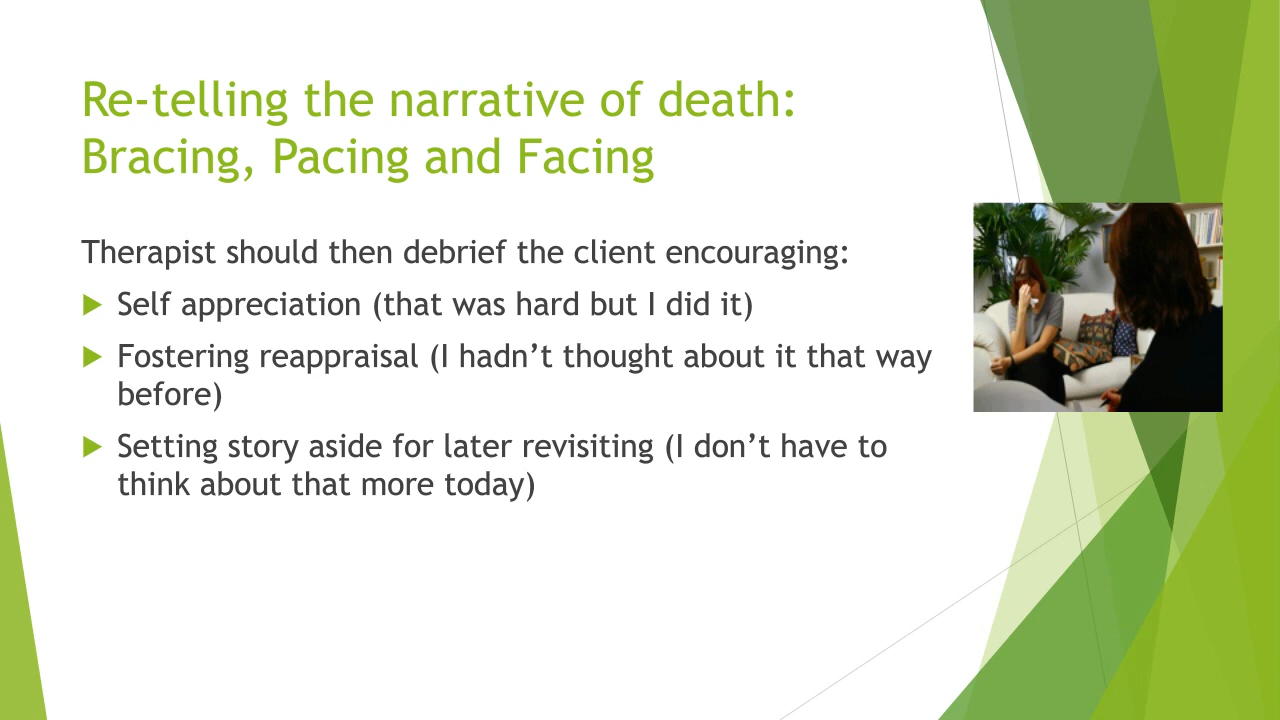 Re-telling the narrative of death:
Bracing, Pacing and Facing
Therapist should then debrief the client encouraging:
Self appreciation (that was hard but I did it)
Fostering reappraisal (I hadn’t thought about it that way
before)
Setting story aside for later revisiting (I don’t have to
think about that more today)